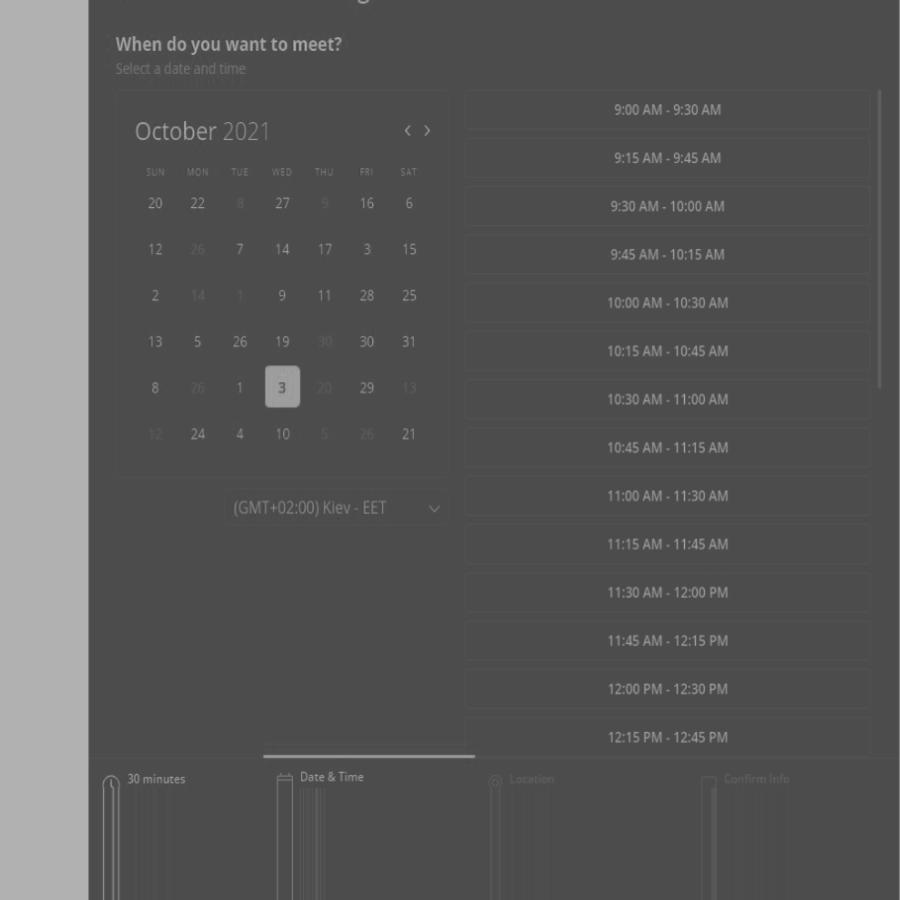 When do you want to meet?
Select a date and time
October 2021
SUN MON TUE WED THU FRI SAT
20 22 8 27 9 16 6
12 26 7 14 17 3 15
2 14 1 9 11 28 25
13 5 26 19 30 30 31
8 26 1 3 20 29 13
12 24 4 10 5 26 21
(GMT+02:00) Kiev - EET
9:00 AM - 9:30 AM
9:15 AM - 9:45 AM
9:30 AM - 10:00 AM
9:45 AM - 10:15 AM
10:00 AM - 10:30 AM
10:15 AM - 10:45 AM
10:30 AM - 11:00 AM
10:45 AM - 11:15 AM
11:00 AM - 11:30 AM
11:15 AM - 11:45 AM
11:30 AM - 12:00 PM
11:45 AM - 12:15 PM
12:00 PM - 12:30 PM
12:15 PM - 12:45 PM
30 minutes
Date & Time
Location
Confirm Info